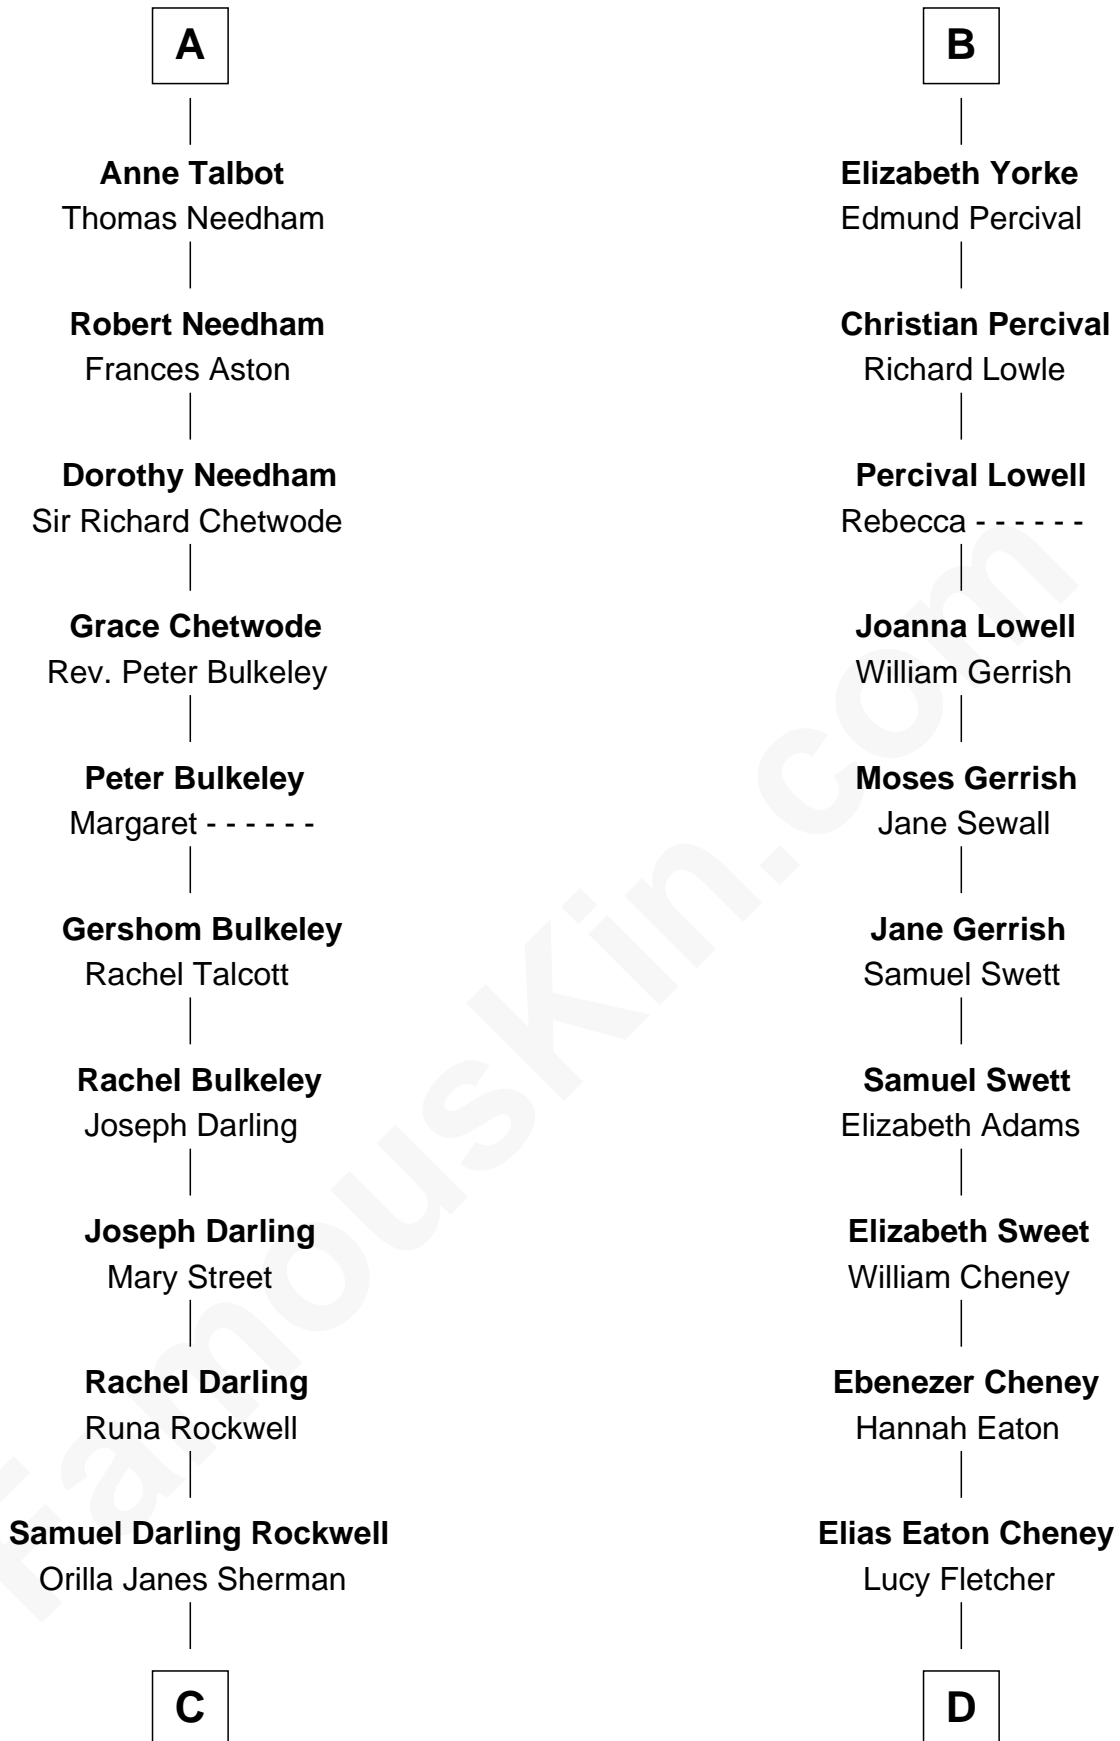 A
Anne Talbot
Thomas Needham
Robert Needham
Frances Aston
Dorothy Needham
Sir Richard Chetwode
Grace Chetwode
Rev. Peter Bulkeley
Peter Bulkeley
Margaret - - - - - -
Gershom Bulkeley
Rachel Talcott
Rachel Bulkeley
Joseph Darling
Joseph Darling
Mary Street
Rachel Darling
Runa Rockwell
Samuel Darling Rockwell
Orilla Janes Sherman
C
B
Elizabeth Yorke
Edmund Percival
Christian Percival
Richard Lowle
Percival Lowell
Rebecca - - - - - -
Joanna Lowell
William Gerrish
Moses Gerrish
Jane Sewall
Jane Gerrish
Samuel Swett
Samuel Swett
Elizabeth Adams
Elizabeth Sweet
William Cheney
Ebenezer Cheney
Hannah Eaton
Elias Eaton Cheney
Lucy Fletcher
D
FamousKin.com